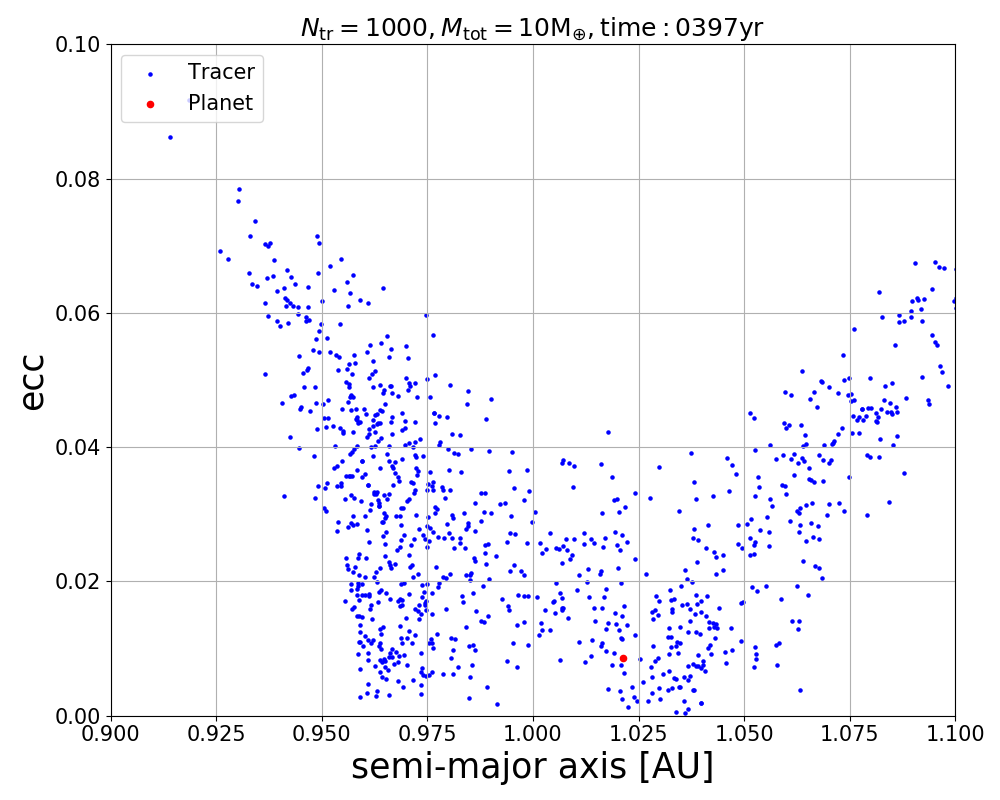 N_tr = 1000, M_tot = 10M_⊕, time : 0397yr
Tracer
Planet
0.10
0.08
0.06
0.04
0.02
0.00
ecc
0.900 0.925 0.950 0.975 1.000 1.025 1.050 1.075 1.100
semi-major axis [AU]